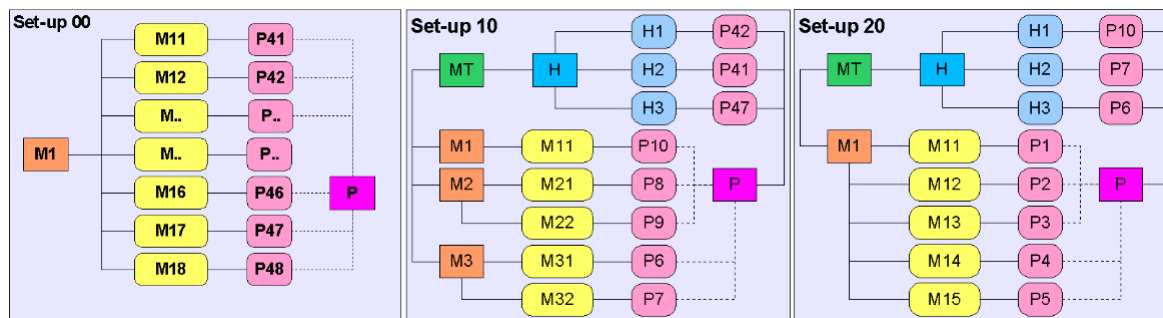 Set-up 00
M11 P41
M12 P42
M.. P..
M1
M.. P..
M16 P46
P
M17 P47
M18 P48
Set-up 10
H1 P42
MT H H2 P41
H3 P47
M1 M11 P10
M2 M21 P8 P
M22 P9
M3 M31 P6
M32 P7
Set-up 20
H1 P10
MT H H2 P7
H3 P6
M1 M11 P1
M12 P2 P
M13 P3
M14 P4
M15 P5